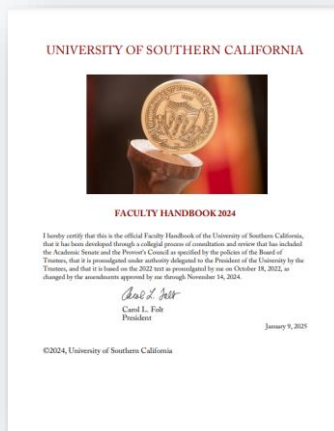 UNIVERSITY OF SOUTHERN CALIFORNIA
FACULTY HANDBOOK 2024
I hereby certify that this is the official Faculty Handbook of the University of Southern California,
that it has been developed through a collegial process of consultation and review that has included
the Academic Senate and the Provost's Council as specified by the policies of the Board of
Trustees, that it is promulgated under authority delegated to the President of the University by the
Trustees, and that it is based on the 2022 text as promulgated by me on October 18, 2022, as
changed by the amendments approved by me through November 14, 2024.
Carol L. Folt
Carol L. Folt
President
January 9, 2025
©2024, University of Southern California